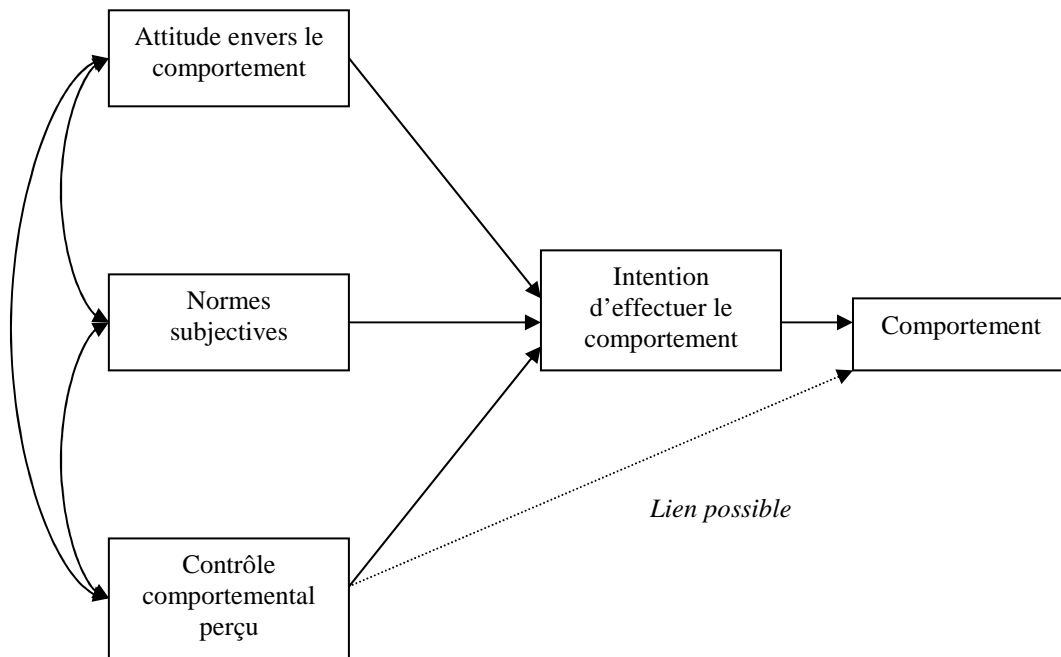 Attitude envers le
comportement
Normes
subjectives
Intention
d’effectuer le
comportement
Comportement
Lien possible
Contrôle
comportemental
perçu